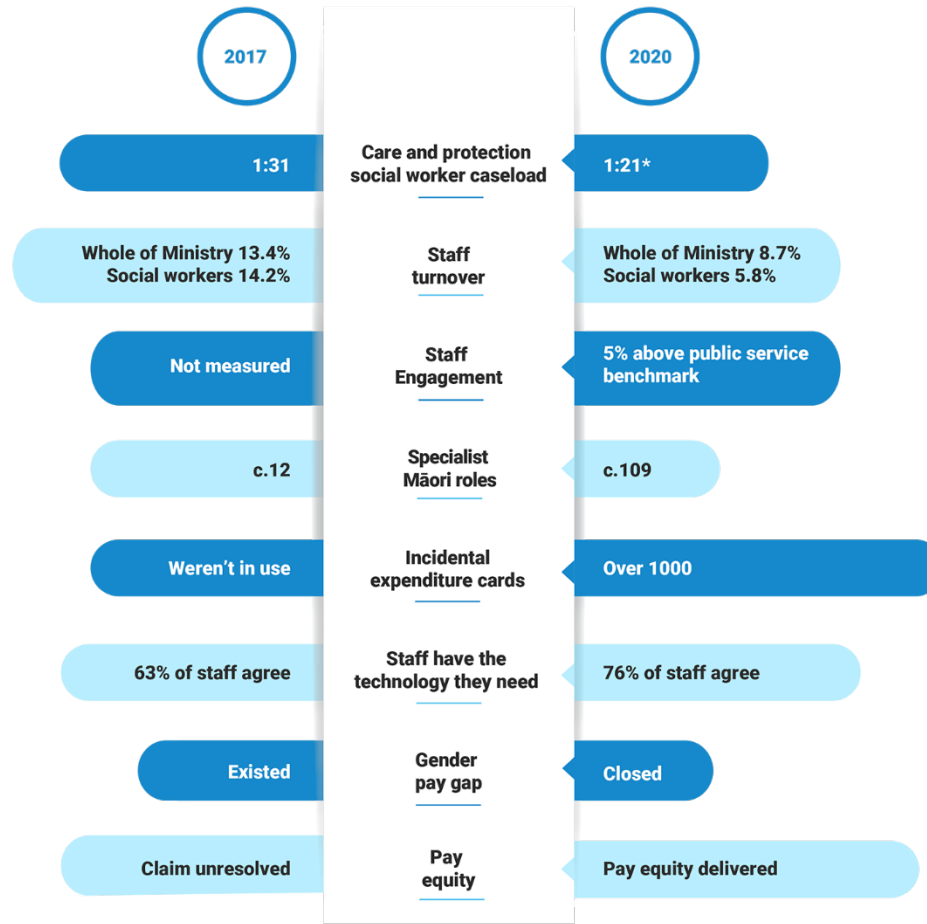 2017
2020
1:31
Care and protection
social worker caseload
1:21*
Whole of Ministry 13.4%
Social workers 14.2%
Staff
turnover
Whole of Ministry 8.7%
Social workers 5.8%
Not measured
Staff
Engagement
5% above public service
benchmark
c.12
Specialist
Māori roles
c.109
Weren’t in use
Incidental
expenditure cards
Over 1000
63% of staff agree
Staff have the
technology they need
76% of staff agree
Existed
Gender
pay gap
Closed
Claim unresolved
Pay
equity
Pay equity delivered